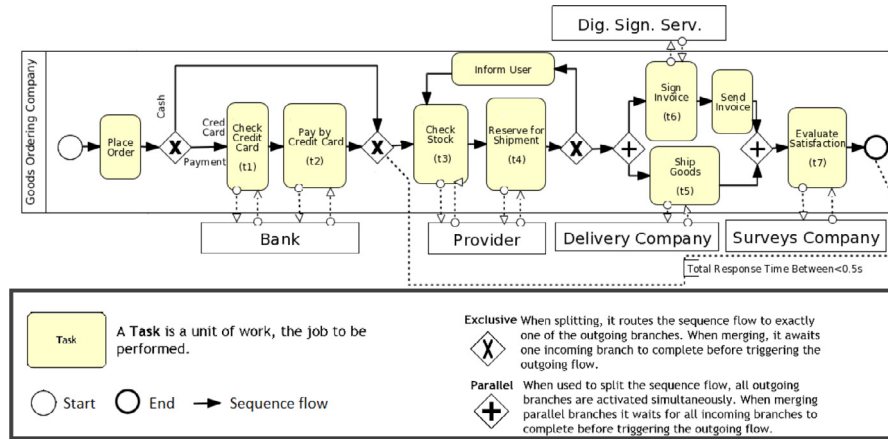 Dig. Sign. Serv.
Goods Ordering Company
Place
Order
Cash
Cred
Card
Payment
Check
Credit
Card
(t1)
Pay by
Credit Card
(t2)
Inform User
Check
Stock
(t3)
Reserve for
Shipment
(t4)
Sign
Invoice
(t6)
Send
Invoice
Ship
Goods
(t5)
Evaluate
Satisfaction
(t7)
Bank
Provider
Delivery Company
Surveys Company
Total Response Time Between<0.5s
Task
A Task is a unit of work, the job to be
performed.
Start
End
Sequence flow
Exclusive
When splitting, it routes the sequence flow to exactly
one of the outgoing branches. When merging, it awaits
one incoming branch to complete before triggering the
outgoing flow.
Parallel
When used to split the sequence flow, all outgoing
branches are activated simultaneously. When merging
parallel branches it waits for all incoming branches to
complete before triggering the outgoing flow.